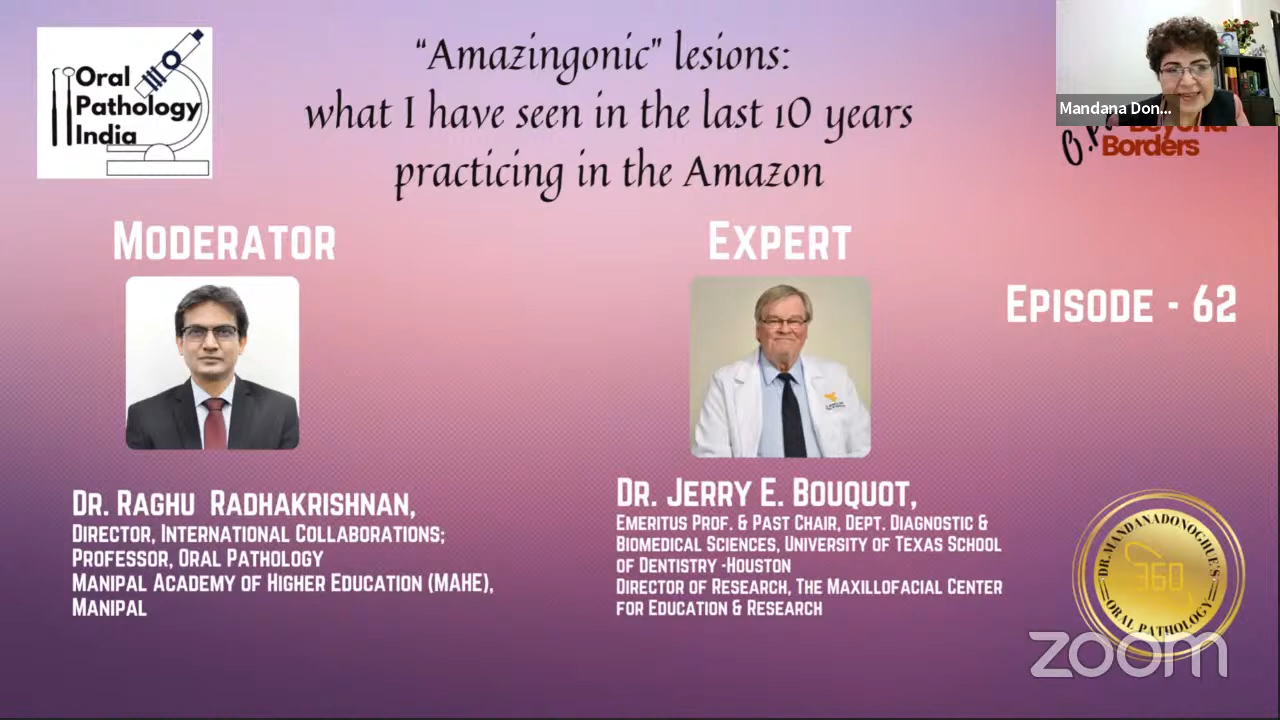 Oral
Pathology
India
"Amazingonic" lesions:
what I have seen in the last 10 years
practicing in the Amazon
Mandana Don...
Beyond
Borders
MODERATOR
EXPERT
EPISODE - 62
DR. RAGHU RADHAKRISHNAN,
DIRECTOR, INTERNATIONAL COLLABORATIONS;
PROFESSOR, ORAL PATHOLOGY
MANIPAL ACADEMY OF HIGHER EDUCATION (MAHE),
MANIPAL
DR. JERRY E. BOUQUOT,
EMERITUS PROF. & PAST CHAIR, DEPT. DIAGNOSTIC &
BIOMEDICAL SCIENCES, UNIVERSITY OF TEXAS SCHOOL
OF DENTISTRY -HOUSTON
DIRECTOR OF RESEARCH, THE MAXILLOFACIAL CENTER
FOR EDUCATION & RESEARCH
DR. MANDANADONOGHUE'S
360
ORAL PATHOLOGY
zoom